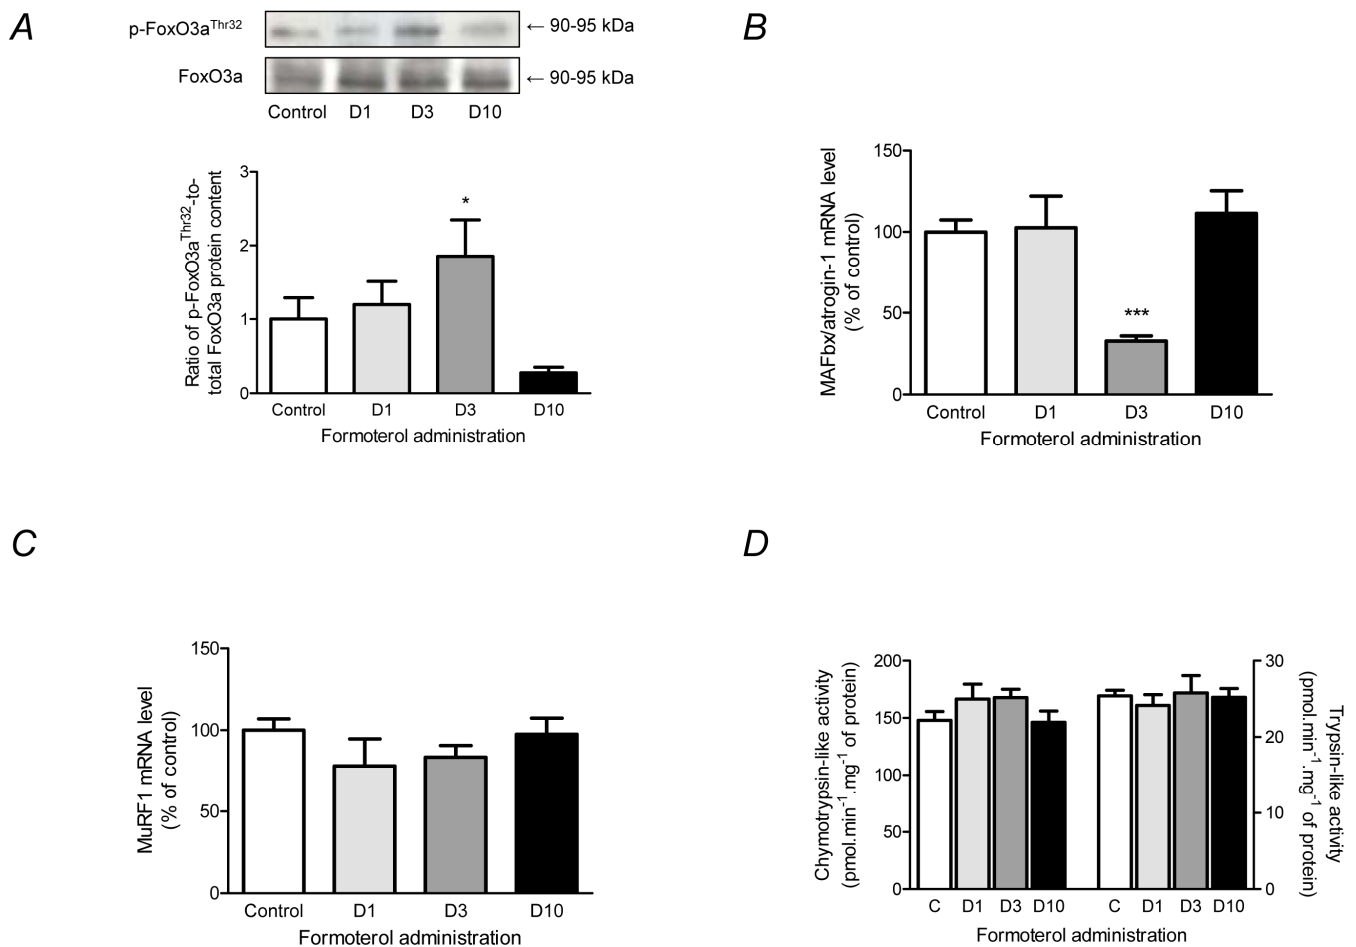 A
p-FoxO3aThr32
← 90-95 kDa
FoxO3a
← 90-95 kDa
Control D1 D3 D10
Ratio of p-FoxO3aThr32-to-
total FoxO3a protein content
3
2
1
0
*
Control D1 D3 D10
Formoterol administration
B
MAFbx/atrogin-1 mRNA level
(% of control)
150
100
50
0
***
Control D1 D3 D10
Formoterol administration
C
MuRF1 mRNA level
(% of control)
150
100
50
0
Control D1 D3 D10
Formoterol administration
D
Chymotrypsin-like activity
(pmol.min-1.mg-1 of protein)
200
150
100
50
0
30
20
10
0
Trypsin-like activity
(pmol.min-1.mg-1 of protein)
C D1 D3 D10 C D1 D3 D10
Formoterol administration